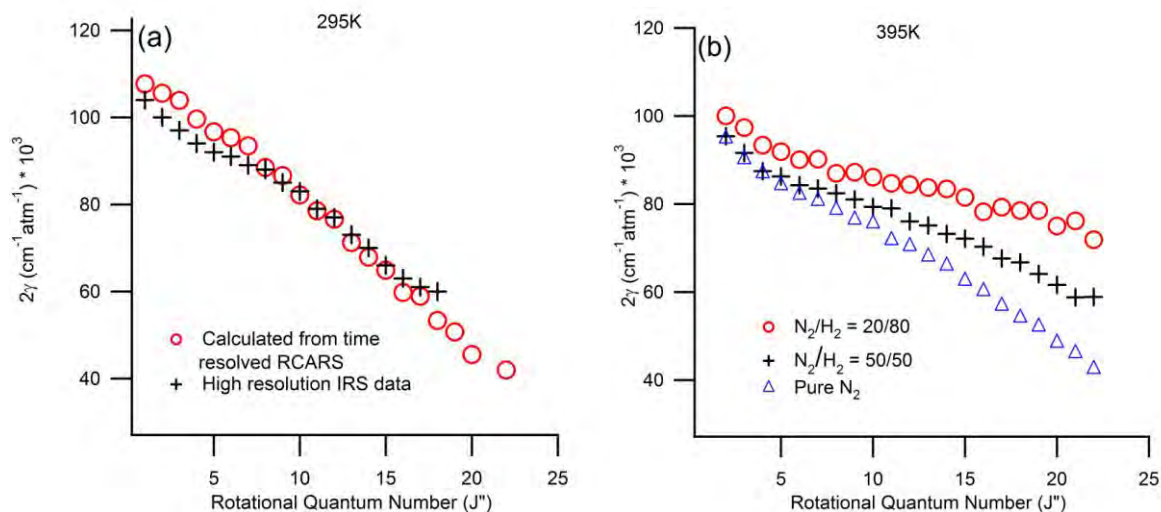 (a)
295K
120
100
80
60
40
2γ (cm⁻¹atm⁻¹) * 10³
Calculated from time
resolved RCARS
High resolution IRS data
5 10 15 20 25
Rotational Quantum Number (J")
(b)
395K
120
100
80
60
40
2γ (cm⁻¹atm⁻¹) * 10³
N₂/H₂ = 20/80
N₂/H₂ = 50/50
Pure N₂
5 10 15 20 25
Rotational Quantum Number (J")